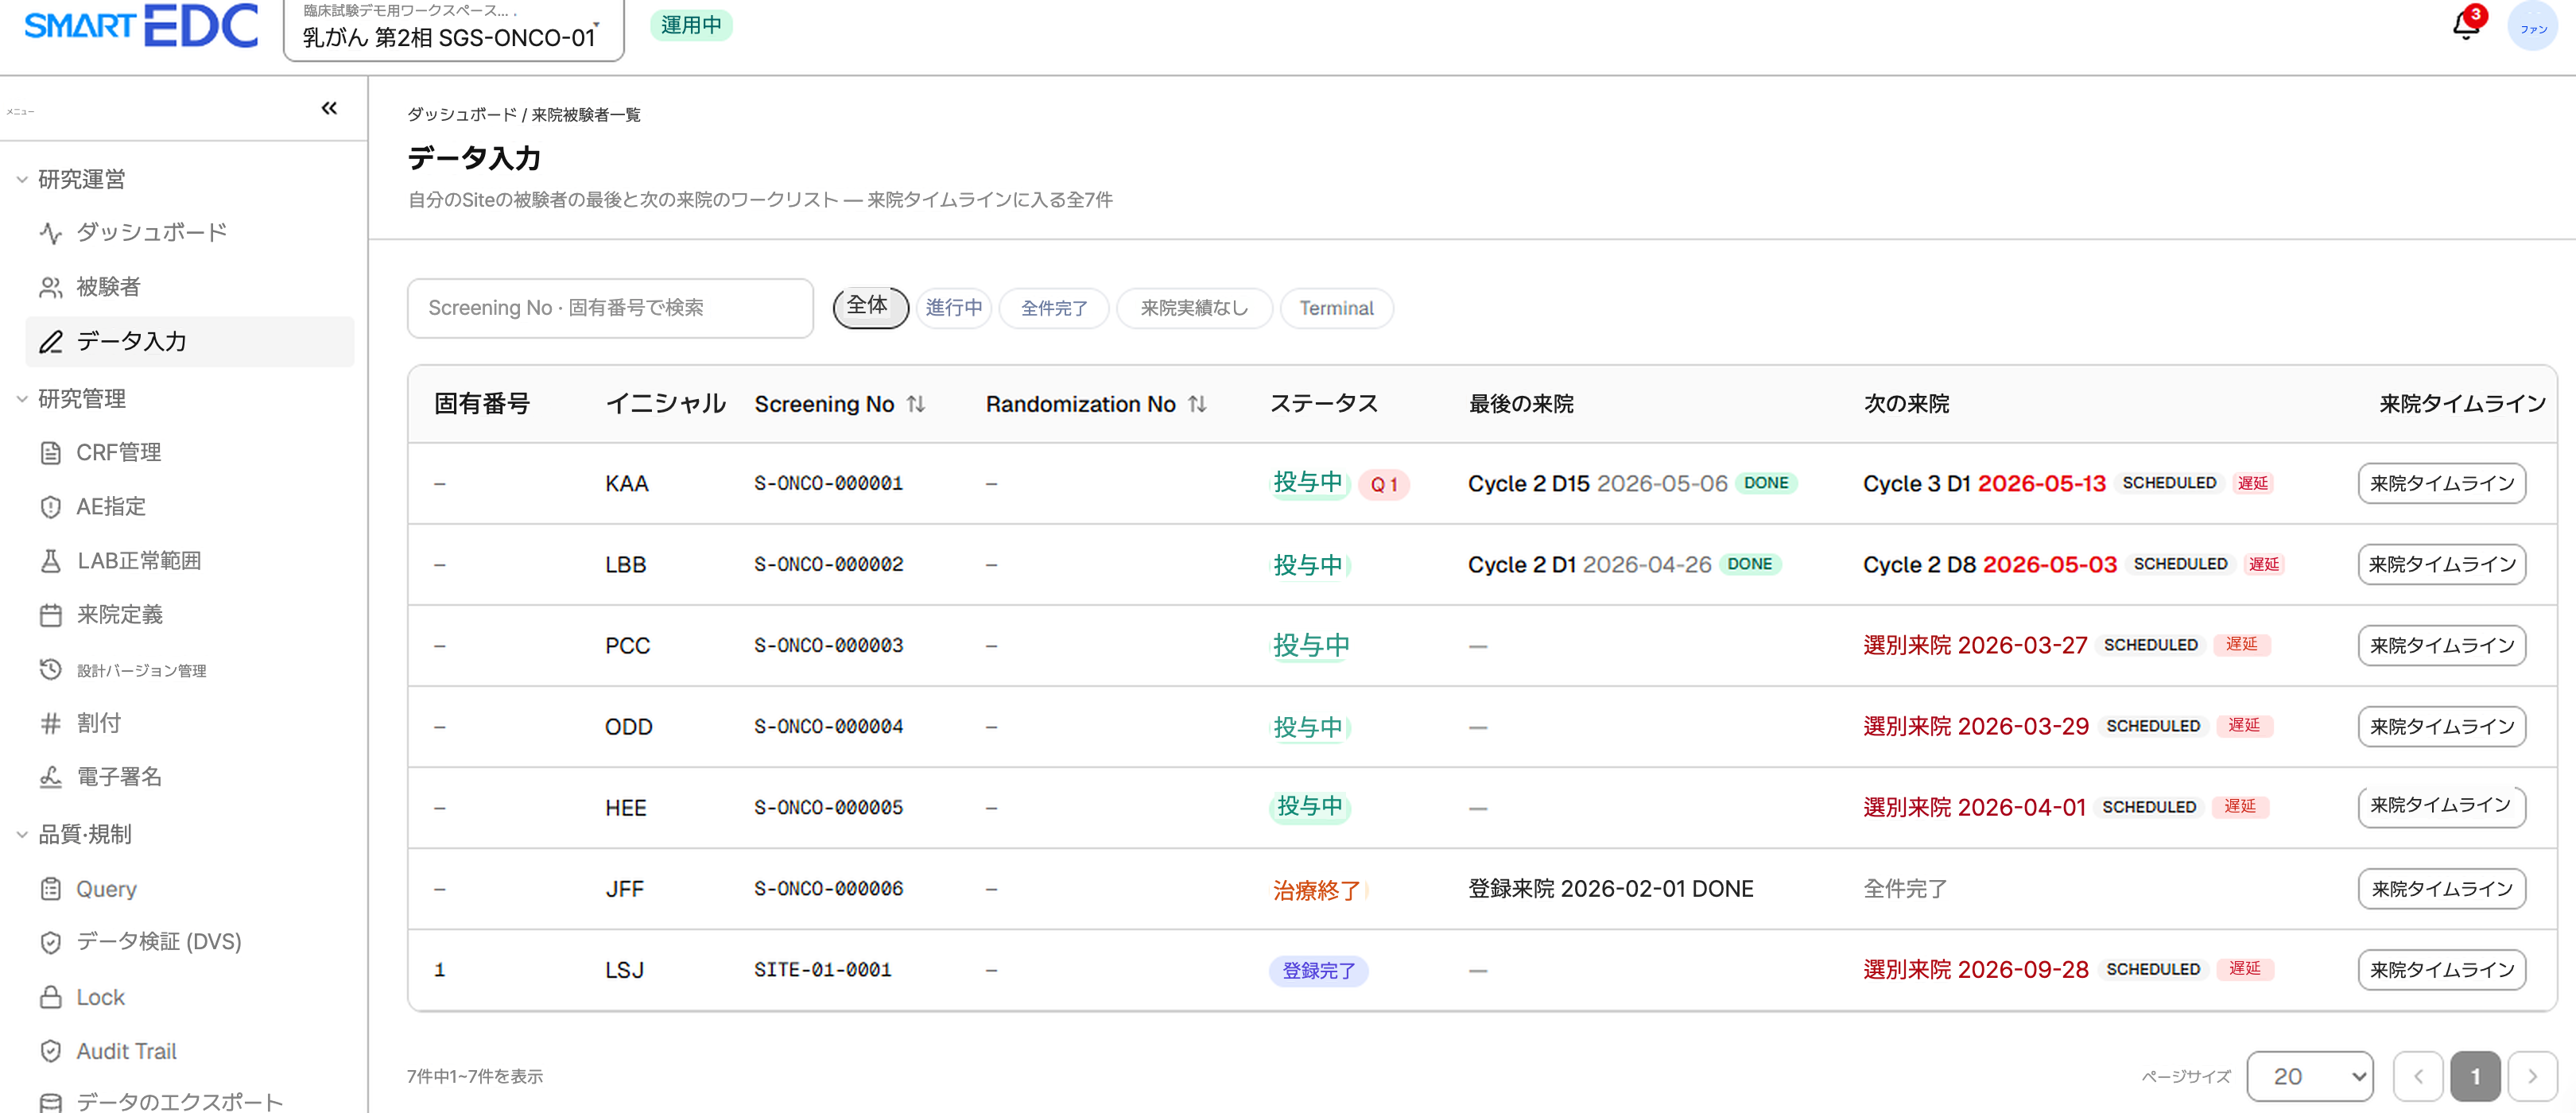 SMART EDC
臨床試験デモ用ワークスペース... .
乳がん 第2相 SGS-ONCO-01
運用中
3
ファン
メニュー
研究運営
ダッシュボード
被験者
データ入力
研究管理
CRF管理
AE指定
LAB正常範囲
来院定義
設計バージョン管理
割付
電子署名
品質·規制
Query
データ検証 (DVS)
Lock
Audit Trail
データのエクスポート
ダッシュボード / 来院被験者一覧
データ入力
自分のSiteの被験者の最後と次の来院のワークリスト — 来院タイムラインに入る全7件
Screening No · 固有番号で検索
全体 進行中 全件完了 来院実績なし Terminal
固有番号 イニシャル Screening No Randomization No ステータス 最後の来院 次の来院 来院タイムライン
– KAA S-ONCO-000001 – 投与中 Q 1 Cycle 2 D15 2026-05-06 DONE Cycle 3 D1 2026-05-13 SCHEDULED 遅延 来院タイムライン
– LBB S-ONCO-000002 – 投与中 Cycle 2 D1 2026-04-26 DONE Cycle 2 D8 2026-05-03 SCHEDULED 遅延 来院タイムライン
– PCC S-ONCO-000003 – 投与中 — 選別来院 2026-03-27 SCHEDULED 遅延 来院タイムライン
– ODD S-ONCO-000004 – 投与中 — 選別来院 2026-03-29 SCHEDULED 遅延 来院タイムライン
– HEE S-ONCO-000005 – 投与中 — 選別来院 2026-04-01 SCHEDULED 遅延 来院タイムライン
– JFF S-ONCO-000006 – 治療終了 登録来院 2026-02-01 DONE 全件完了 来院タイムライン
1 LSJ SITE-01-0001 – 登録完了 — 選別来院 2026-09-28 SCHEDULED 遅延 来院タイムライン
7件中1~7件を表示
ページサイズ 20 1